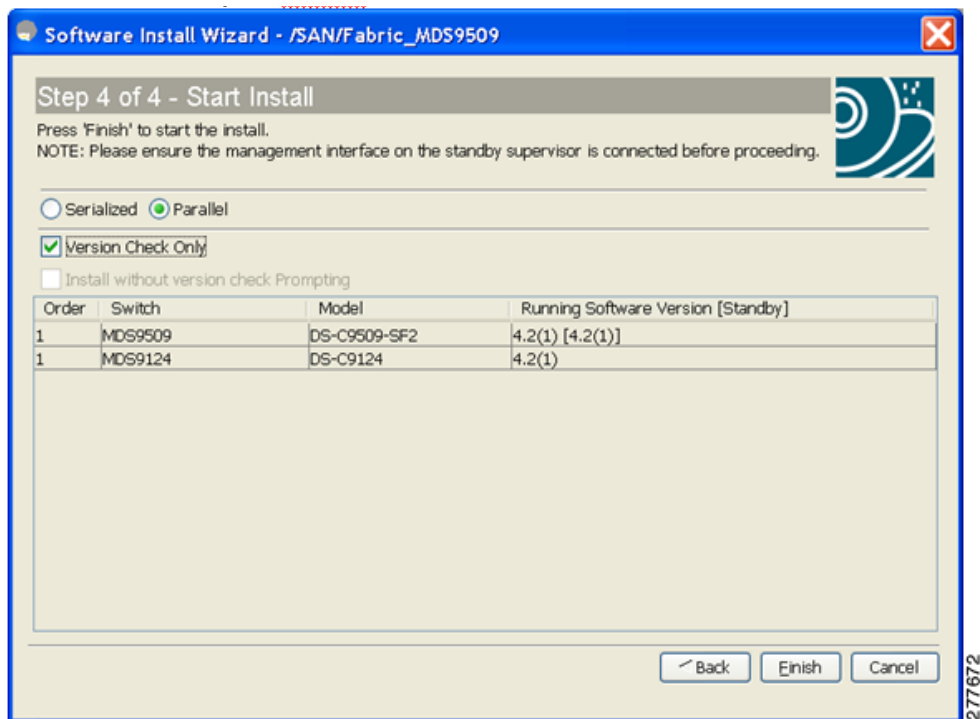 Software Install Wizard - /SAN/Fabric_MDS9509
Step 4 of 4 - Start Install
Press 'Finish' to start the install.
NOTE: Please ensure the management interface on the standby supervisor is connected before proceeding.
Serialized Parallel
Version Check Only
Install without version check Prompting
Order Switch Model Running Software Version [Standby]
1 MDS9509 DS-C9509-SF2 4.2(1) [4.2(1)]
1 MDS9124 DS-C9124 4.2(1)
Back Finish Cancel
277672